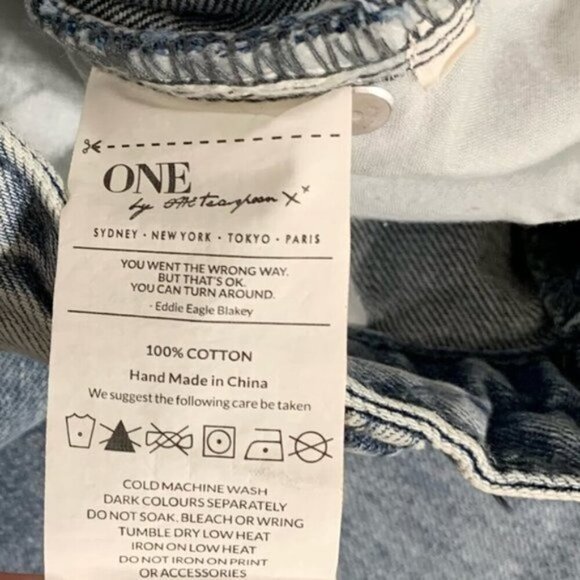 ONE
by one teaspoon X
SYDNEY · NEW YORK · TOKYO · PARIS
YOU WENT THE WRONG WAY.
BUT THAT'S OK.
YOU CAN TURN AROUND.
- Eddie Eagle Blakey
100% COTTON
Hand Made in China
We suggest the following care be taken
COLD MACHINE WASH
DARK COLOURS SEPARATELY
DO NOT SOAK, BLEACH OR WRING
TUMBLE DRY LOW HEAT
IRON ON LOW HEAT
DO NOT IRON ON PRINT
OR ACCESSORIES